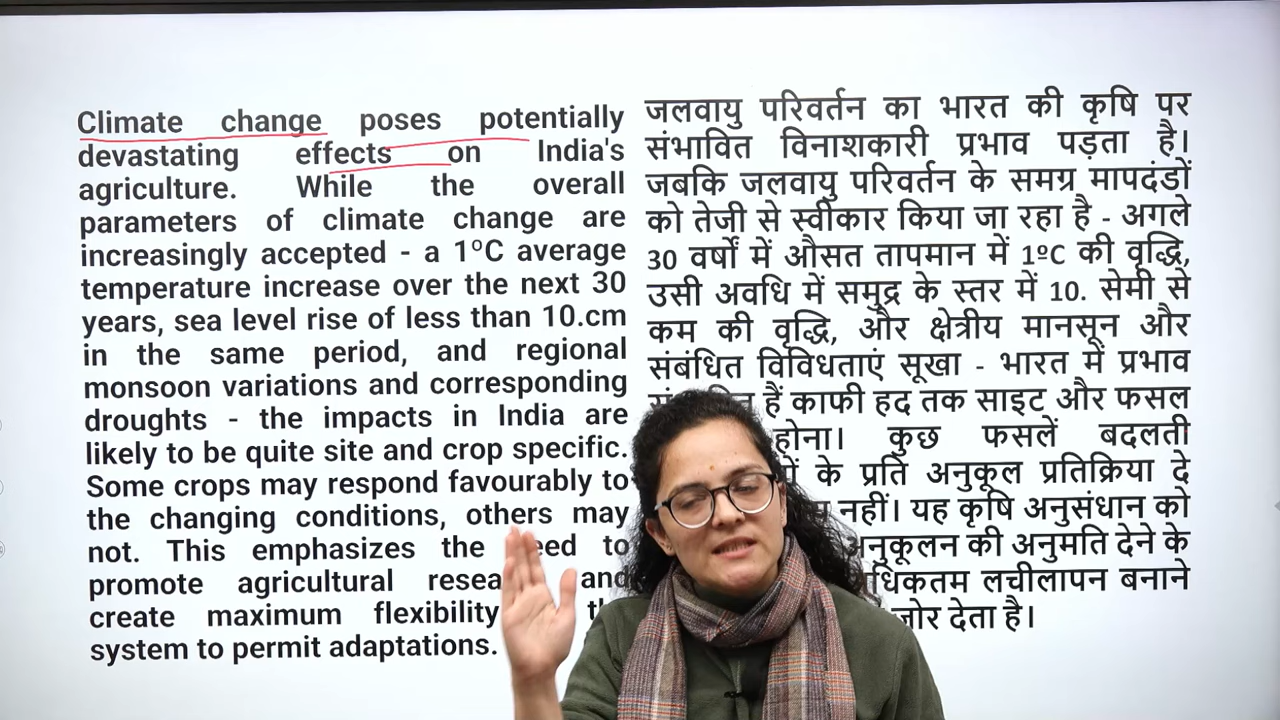 Climate change poses potentially
devastating effects on India's
agriculture. While the overall
parameters of climate change are
increasingly accepted - a 1ºC average
temperature increase over the next 30
years, sea level rise of less than 10.cm
in the same period, and regional
monsoon variations and corresponding
droughts - the impacts in India are
likely to be quite site and crop specific.
Some crops may respond favourably to
the changing conditions, others may
not. This emphasizes the need to
promote agricultural and
create maximum flexibility
system to permit adaptations.
जलवायु परिवर्तन का भारत की कृषि पर
संभावित विनाशकारी प्रभाव पड़ता है।
जबकि जलवायु परिवर्तन के समग्र मापदंडों
को तेजी से स्वीकार किया जा रहा है - अगले
30 वर्षों में औसत तापमान में 1ºC की वृद्धि,
उसी अवधि में समुद्र के स्तर में 10. सेमी से
कम की वृद्धि, और क्षेत्रीय मानसून और
संबंधित विविधताएं सूखा - भारत में प्रभाव
हैं काफी हद तक साइट और फसल
होना। कुछ फसलें बदलती
के प्रति अनुकूल प्रतिक्रिया दे
नहीं। यह कृषि अनुसंधान को
अनुकूलन की अनुमति देने के
लचीलापन बनाने
जोर देता है।